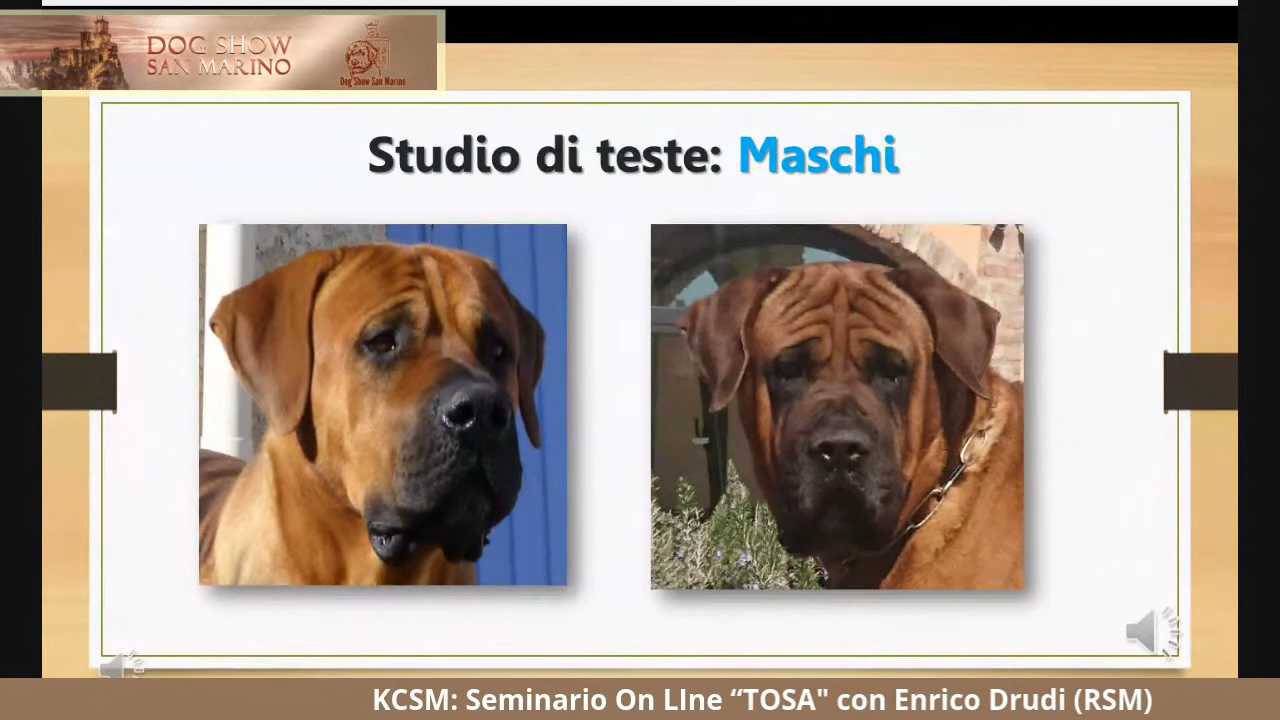 DOG SHOW
SAN MARINO
Dog Show San Marino
Studio di teste: Maschi
KCSM: Seminario On LIne “TOSA" con Enrico Drudi (RSM)